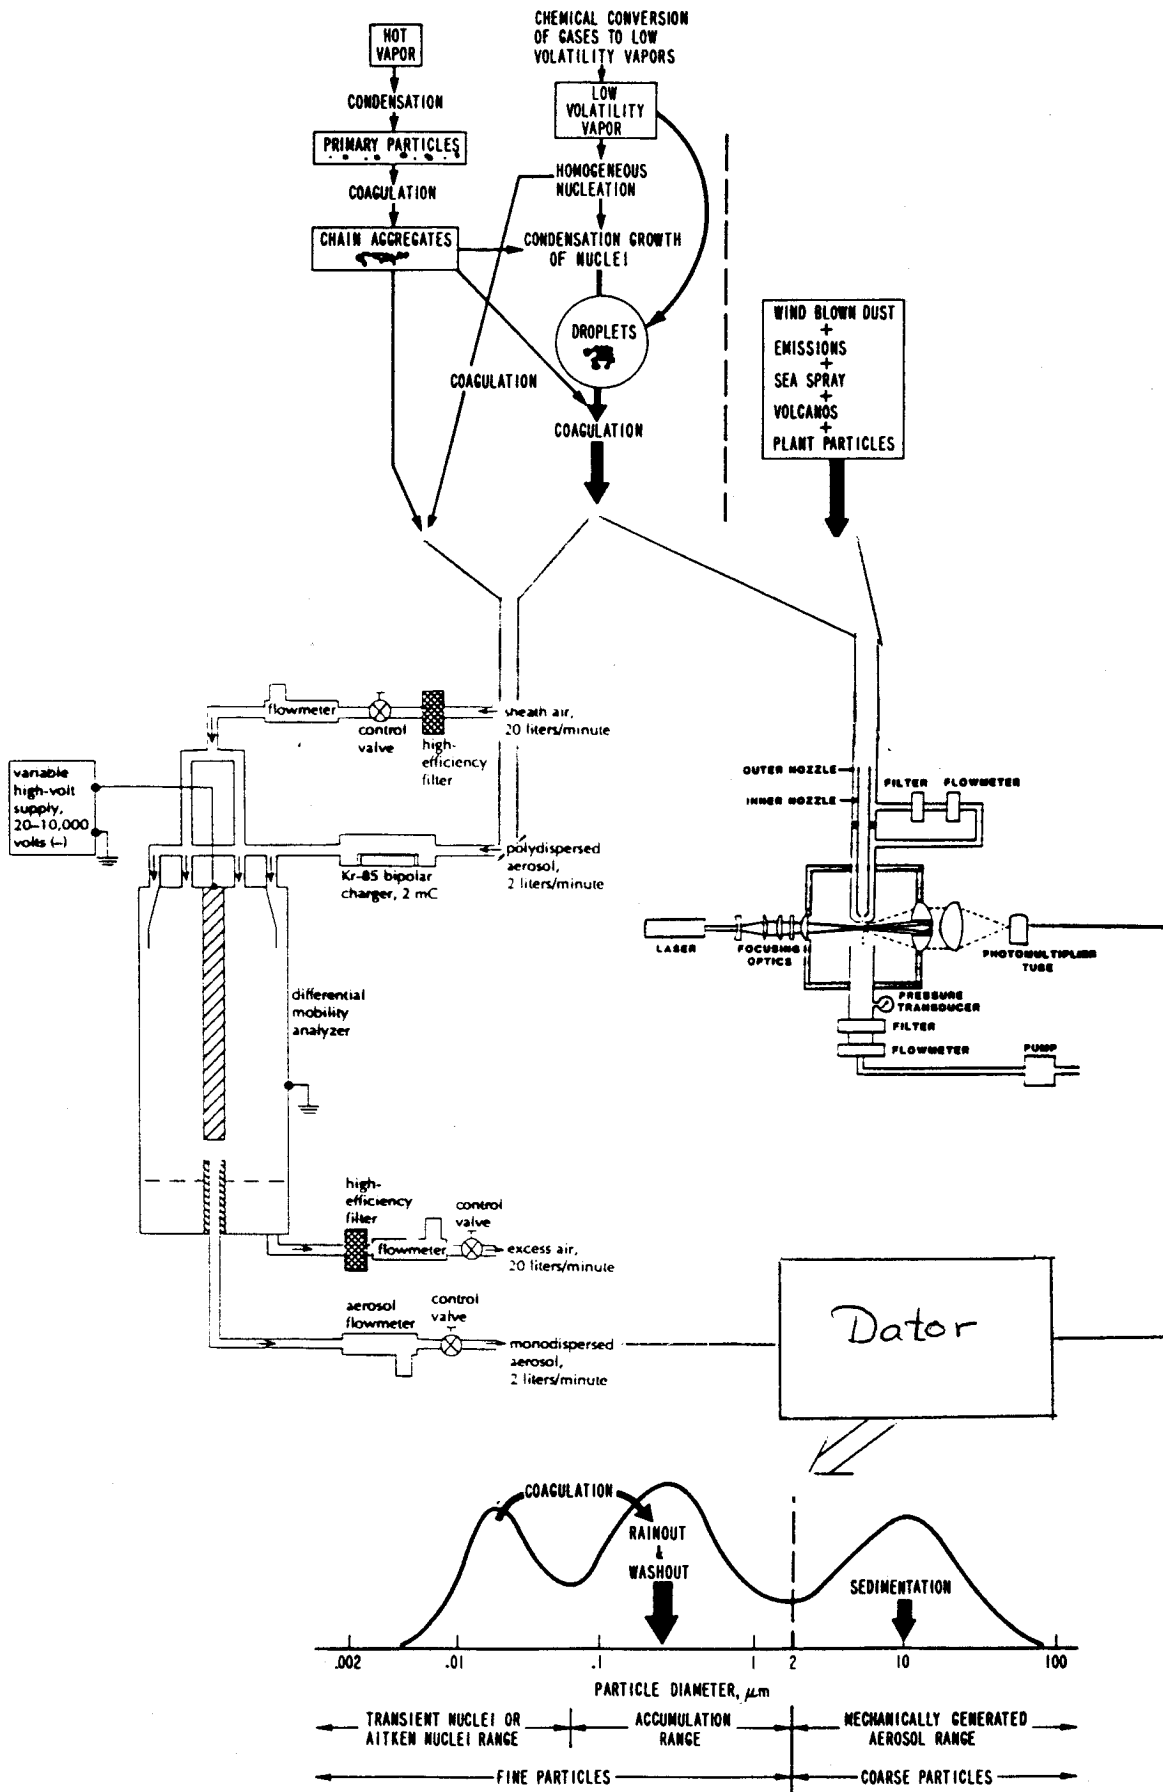 HOT
VAPOR
CONDENSATION
PRIMARY PARTICLES
COAGULATION
CHAIN AGGREGATES
CHEMICAL CONVERSION
OF GASES TO LOW
VOLATILITY VAPORS
LOW
VOLATILITY
VAPOR
HOMOGENEOUS
NUCLEATION
CONDENSATION GROWTH
OF NUCLEI
DROPLETS
COAGULATION
COAGULATION
WIND BLOWN DUST
+
EMISSIONS
+
SEA SPRAY
+
VOLCANOS
+
PLANT PARTICLES
flowmeter
control
valve
high-
efficiency
filter
sheath air,
20 liters/minute
variable
high-volt
supply,
20–10,000
volts (–)
Kr-85 bipolar
charger, 2 mC
polydispersed
aerosol,
2 liters/minute
differential
mobility
analyzer
high-
efficiency
filter
flowmeter
control
valve
excess air,
20 liters/minute
aerosol
flowmeter
control
valve
monodispersed
aerosol,
2 liters/minute
OUTER NOZZLE
INNER NOZZLE
FILTER
FLOWMETER
LASER
FOCUSING
OPTICS
PHOTOMULTIPLIER
TUBE
PRESSURE
TRANSDUCER
FILTER
FLOWMETER
PUMP
Dator
COAGULATION
RAINOUT
&
WASHOUT
SEDIMENTATION
.002 .01 .1 1 2 10 100
PARTICLE DIAMETER, μm
TRANSIENT NUCLEI OR
AITKEN NUCLEI RANGE
ACCUMULATION
RANGE
MECHANICALLY GENERATED
AEROSOL RANGE
FINE PARTICLES
COARSE PARTICLES